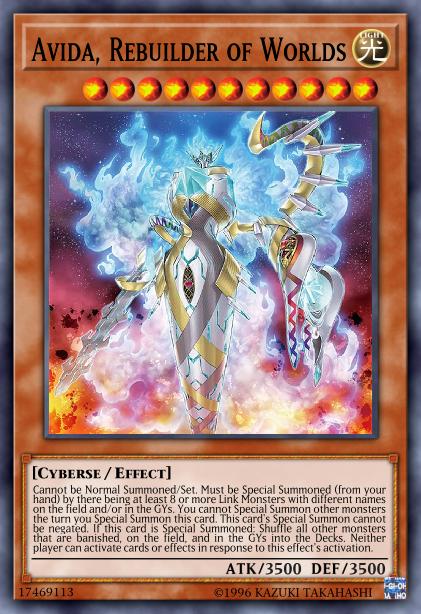 AVIDA, REBUILDER OF WORLDS
LIGHT
光
[CYBERSE / EFFECT]
Cannot be Normal Summoned/Set. Must be Special Summoned (from your
hand) by there being at least 8 or more Link Monsters with different names
on the field and/or in the GYs. You cannot Special Summon other monsters
the turn you Special Summon this card. This card's Special Summon cannot
be negated. If this card is Special Summoned: Shuffle all other monsters
that are banished, on the field, and in the GYs into the Decks. Neither
player can activate cards or effects in response to this effect's activation.
ATK/3500 DEF/3500
17469113
©1996 KAZUKI TAKAHASHI